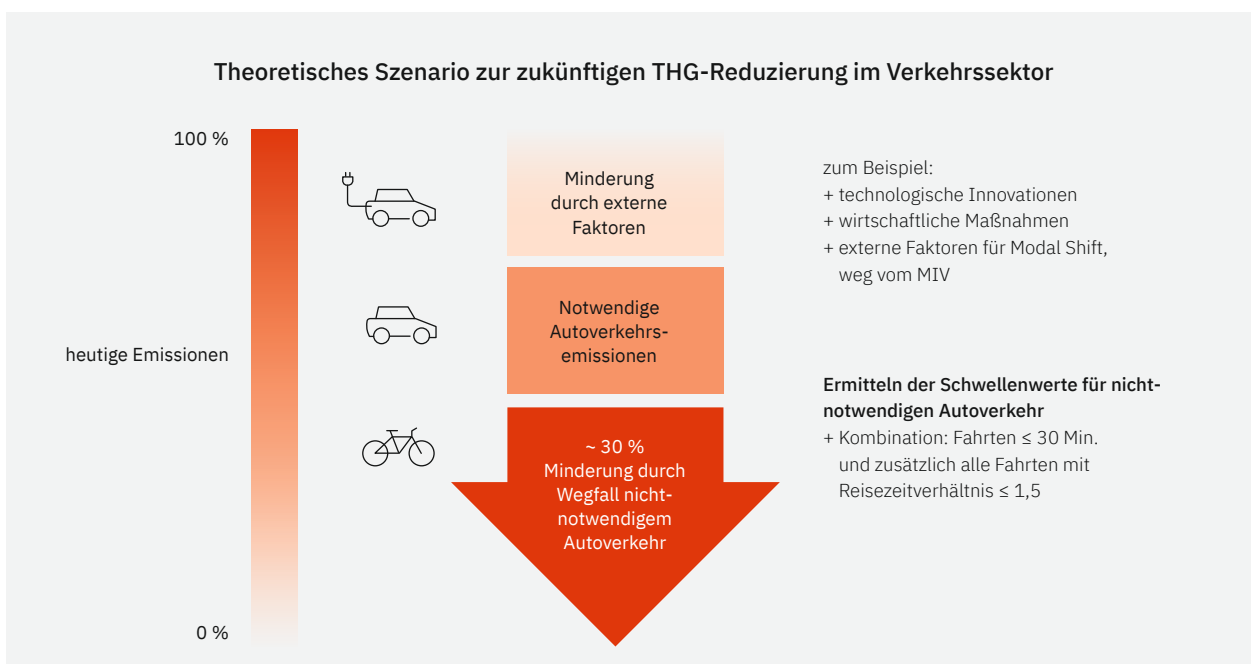 Theoretisches Szenario zur zukünftigen THG-Reduzierung im Verkehrssektor
100 %
heutige Emissionen
0 %
Minderung
durch externe
Faktoren
zum Beispiel:
+ technologische Innovationen
+ wirtschaftliche Maßnahmen
+ externe Faktoren für Modal Shift,
weg vom MIV
Notwendige
Autoverkehrs-
emissionen
~ 30 %
Minderung durch
Wegfall nicht-
notwendigem
Autoverkehr
Ermitteln der Schwellenwerte für nicht-
notwendigen Autoverkehr
+ Kombination: Fahrten ≤ 30 Min.
und zusätzlich alle Fahrten mit
Reisezeitverhältnis ≤ 1,5